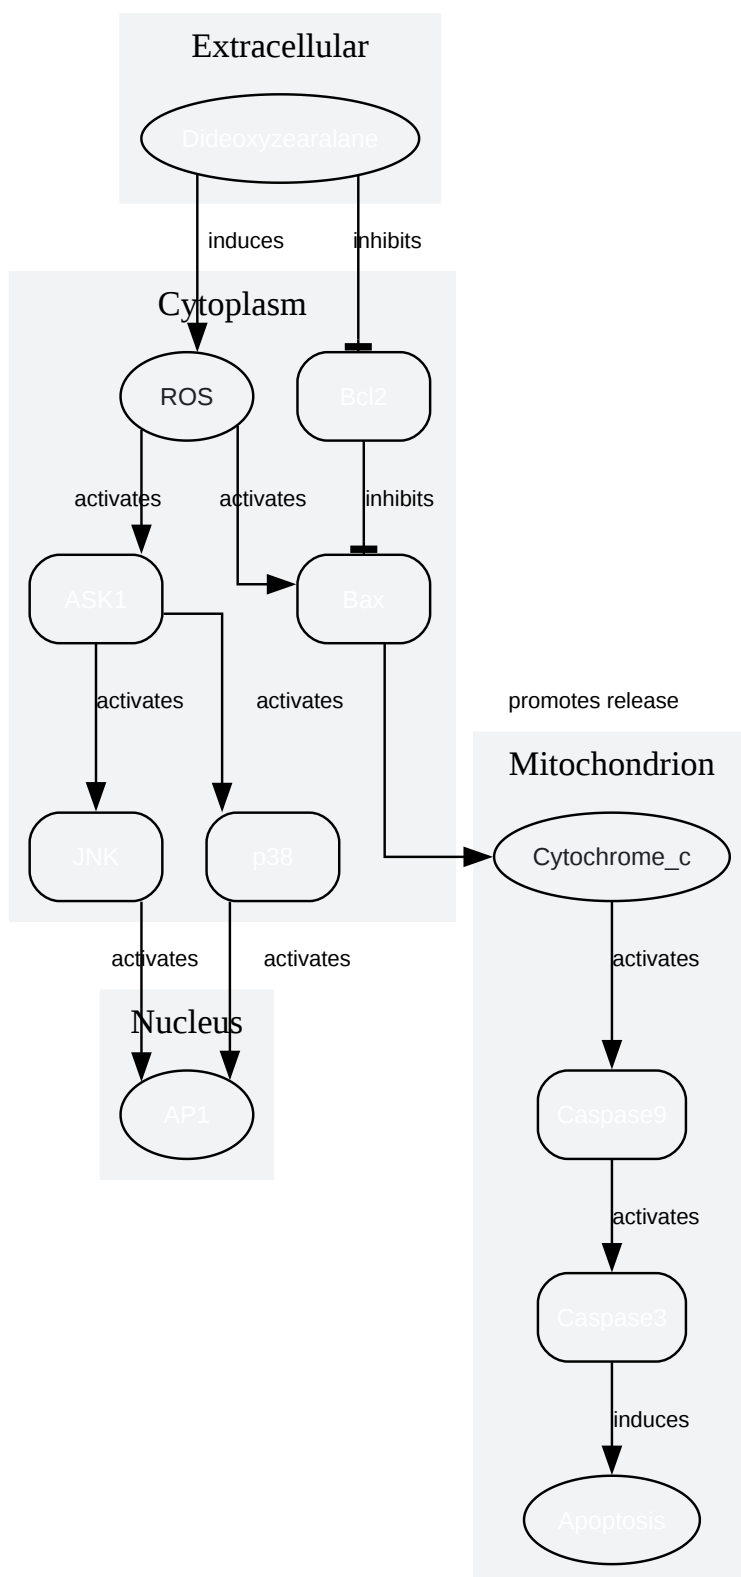 Extracellular
Dideoxyzearalane
induces
inhibits
Cytoplasm
ROS
Bcl2
activates
activates
inhibits
ASK1
Bax
activates
activates
promotes release
Mitochondrion
JNK
p38
Cytochrome_c
activates
activates
activates
Nucleus
AP1
Caspase9
activates
Caspase3
induces
Apoptosis